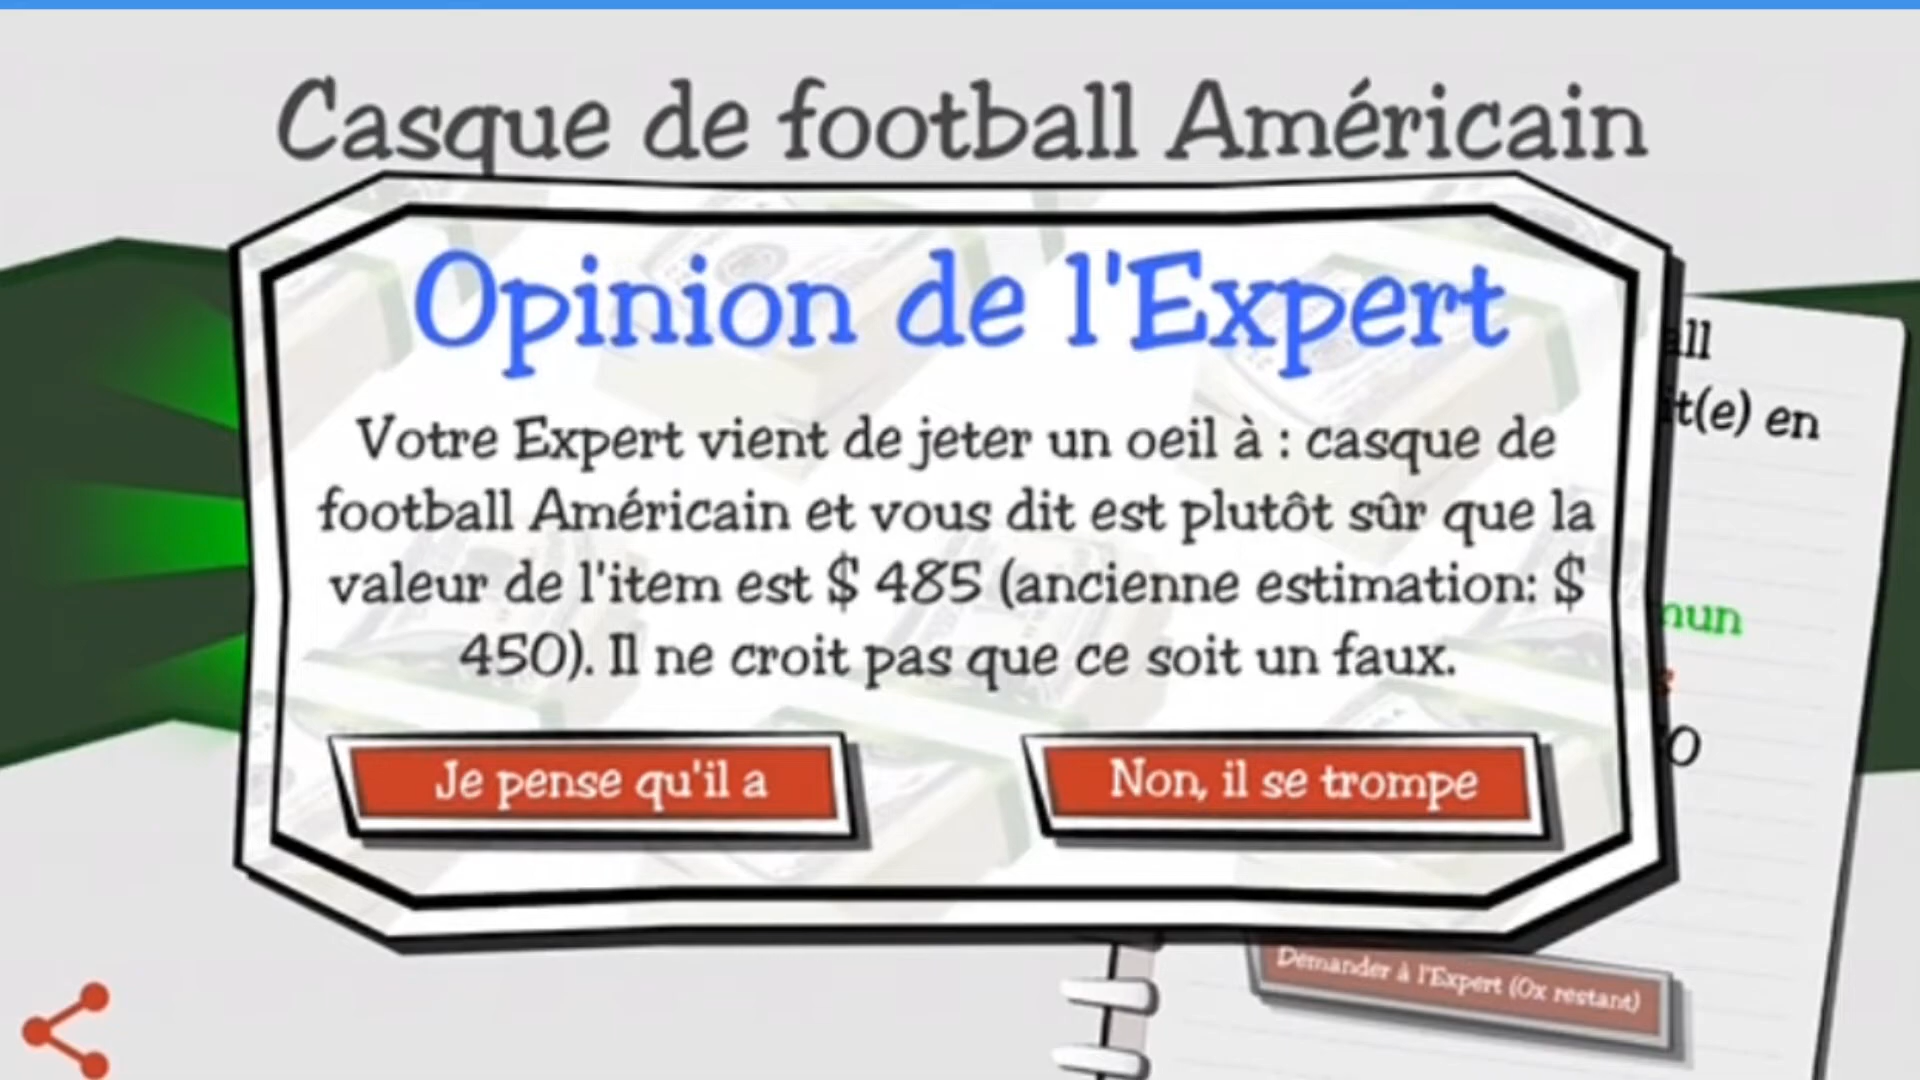 Casque de football Américain
Opinion de l'Expert
Votre Expert vient de jeter un oeil à : casque de
football Américain et vous dit est plutôt sûr que la
valeur de l'item est $ 485 (ancienne estimation: $
450). Il ne croit pas que ce soit un faux.
Je pense qu'il a
Non, il se trompe
t(e) en
Demander à l'Expert (0x restant)